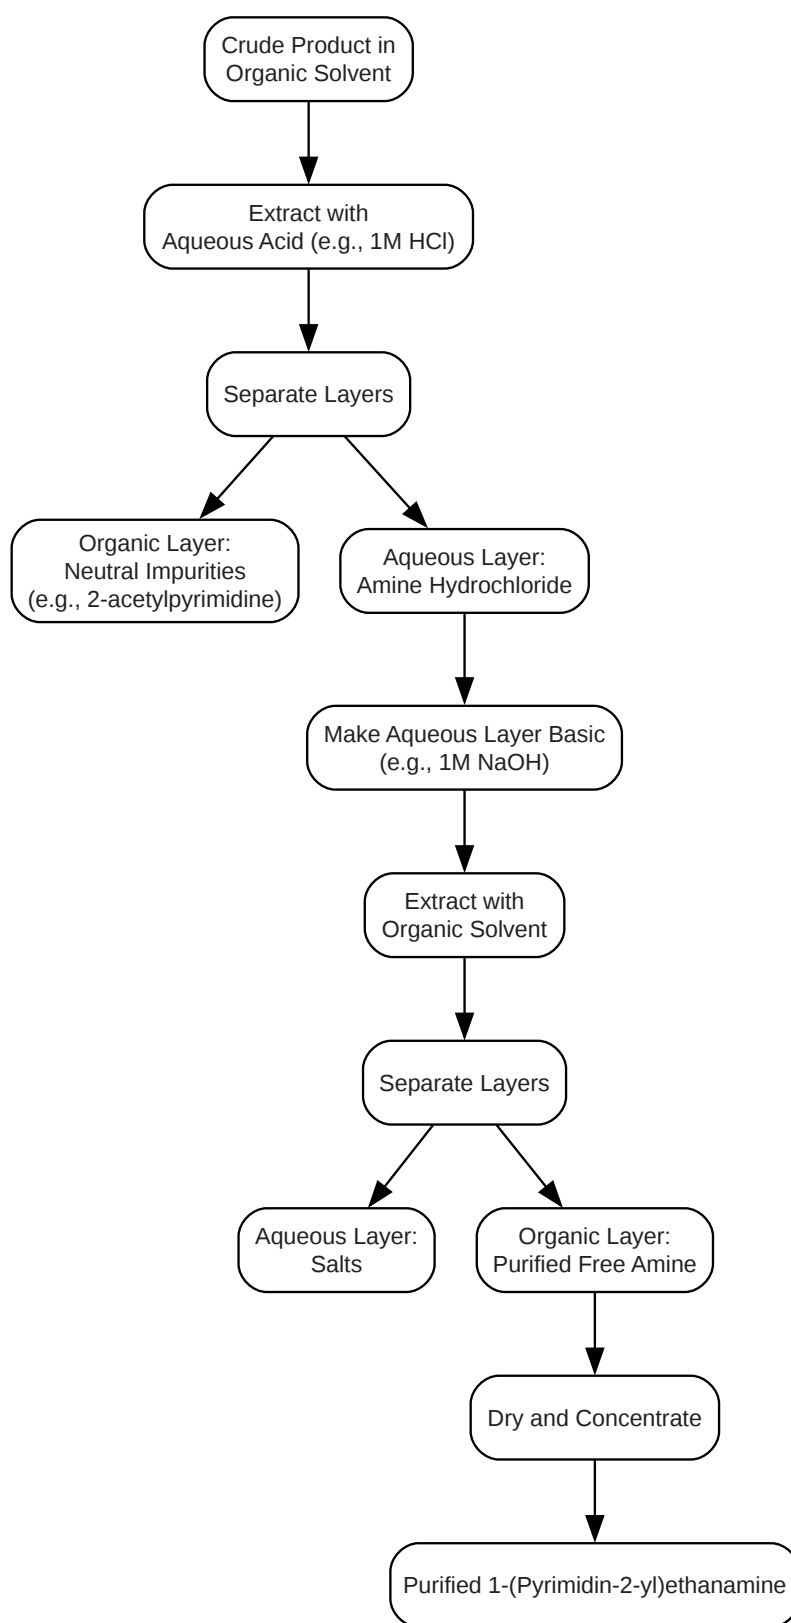 Crude Product in
Organic Solvent
Extract with
Aqueous Acid (e.g., 1M HCl)
Separate Layers
Organic Layer:
Neutral Impurities
(e.g., 2-acetylpyrimidine)
Aqueous Layer:
Amine Hydrochloride
Make Aqueous Layer Basic
(e.g., 1M NaOH)
Extract with
Organic Solvent
Separate Layers
Aqueous Layer:
Salts
Organic Layer:
Purified Free Amine
Dry and Concentrate
Purified 1-(Pyrimidin-2-yl)ethanamine